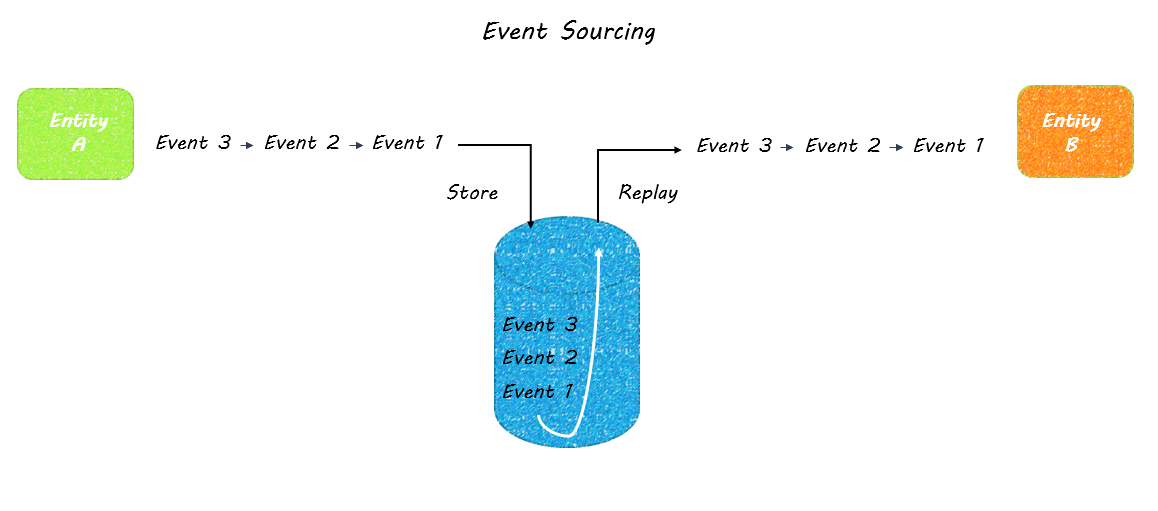 Event Sourcing
Entity
A
Event 3 Event 2 Event 1
Store
Replay
Event 3 Event 2 Event 1
Entity
B
Event 3
Event 2
Event 1